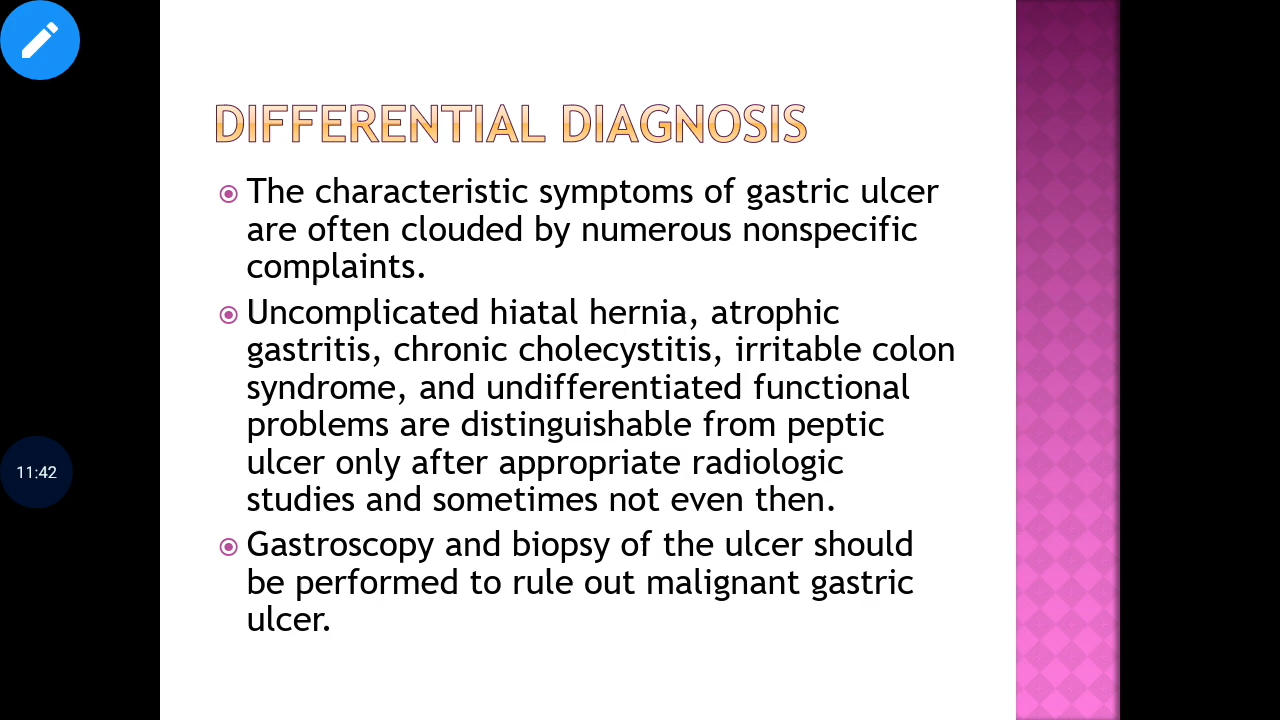 DIFFERENTIAL DIAGNOSIS
The characteristic symptoms of gastric ulcer
are often clouded by numerous nonspecific
complaints.
Uncomplicated hiatal hernia, atrophic
gastritis, chronic cholecystitis, irritable colon
syndrome, and undifferentiated functional
problems are distinguishable from peptic
ulcer only after appropriate radiologic
studies and sometimes not even then.
11:42
Gastroscopy and biopsy of the ulcer should
be performed to rule out malignant gastric
ulcer.